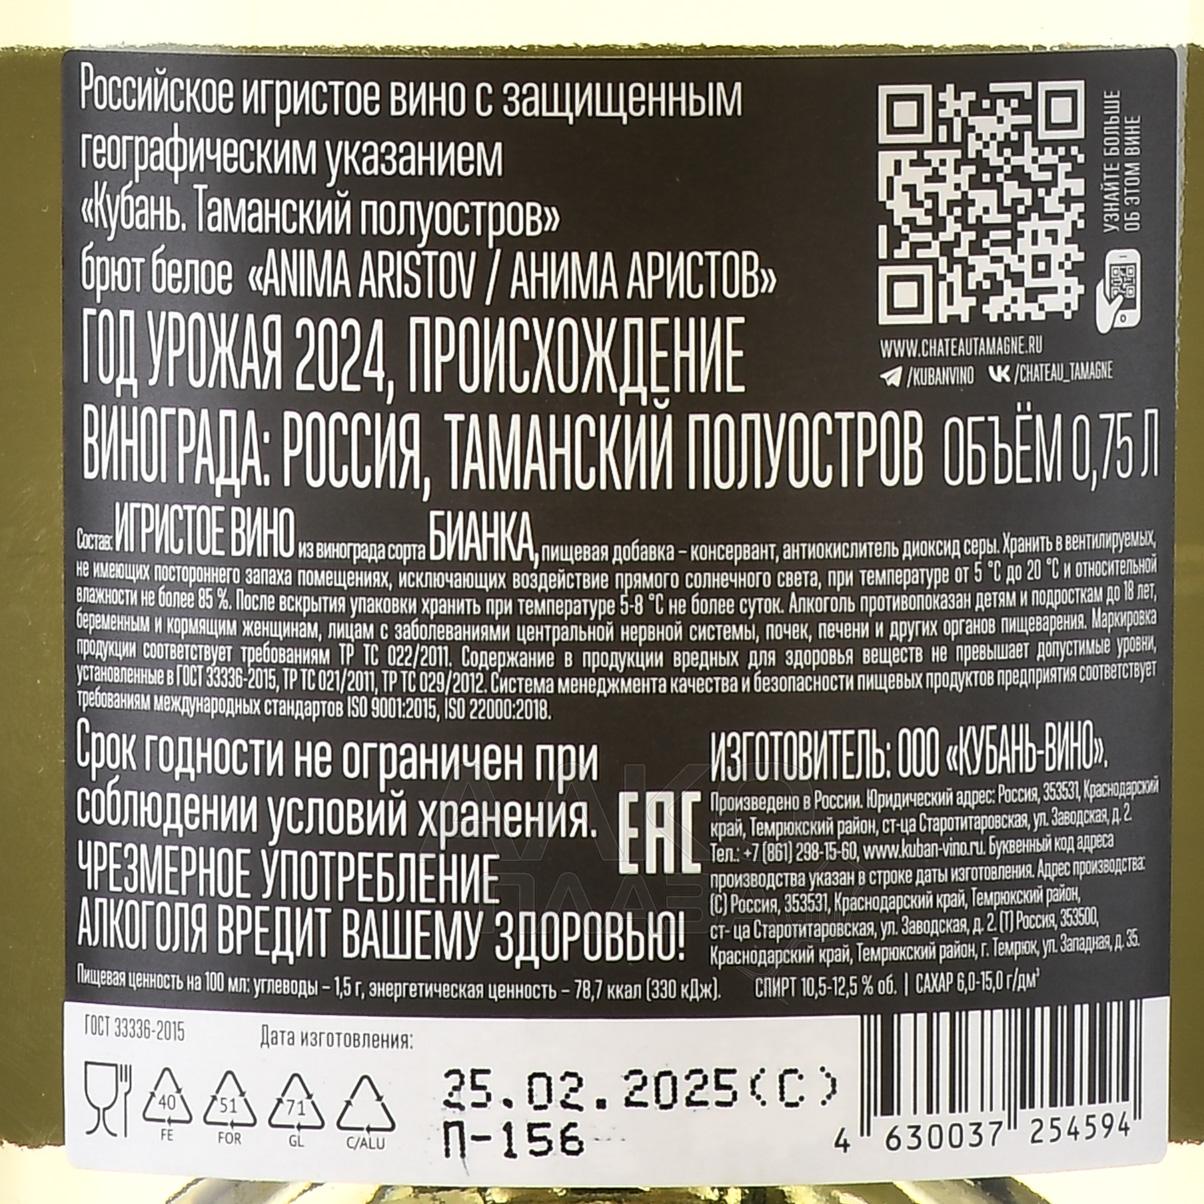 Российское игристое вино с защищенным
географическим указанием
«Кубань. Таманский полуостров»
брют белое «ANIMA ARISTOV / АНИМА АРИСТОВ»
ГОД УРОЖАЯ 2024, ПРОИСХОЖДЕНИЕ
ВИНОГРАДА: РОССИЯ, ТАМАНСКИЙ ПОЛУОСТРОВ ОБЪЁМ 0,75 Л
УЗНАЙТЕ БОЛЬШЕ
ОБ ЭТОМ ВИНЕ
WWW.CHATEAUTAMAGNE.RU
/KUBANVINO /CHATEAU_TAMAGNE
Состав: ИГРИСТОЕ ВИНО из винограда сорта БИАНКА, пищевая добавка – консервант, антиокислитель диоксид серы. Хранить в вентилируемых,
не имеющих постороннего запаха помещениях, исключающих воздействие прямого солнечного света, при температуре от 5 °С до 20 °С и относительной
влажности не более 85 %. После вскрытия упаковки хранить при температуре 5-8 °С не более суток. Алкоголь противопоказан детям и подросткам до 18 лет,
беременным и кормящим женщинам, лицам с заболеваниями центральной нервной системы, почек, печени и других органов пищеварения. Маркировка
продукции соответствует требованиям ТР ТС 022/2011. Содержание в продукции вредных для здоровья веществ не превышает допустимые уровни,
установленные в ГОСТ 33336-2015, ТР ТС 021/2011, ТР ТС 029/2012. Система менеджмента качества и безопасности пищевых продуктов предприятия соответствует
требованиям международных стандартов ISO 9001:2015, ISO 22000:2018.
Срок годности не ограничен при
соблюдении условий хранения.
ЧРЕЗМЕРНОЕ УПОТРЕБЛЕНИЕ
АЛКОГОЛЯ ВРЕДИТ ВАШЕМУ ЗДОРОВЬЮ!
EAC
ИЗГОТОВИТЕЛЬ: ООО «КУБАНЬ-ВИНО».
Произведено в России. Юридический адрес: Россия, 353531, Краснодарский
край, Темрюкский район, ст-ца Старотитаровская, ул. Заводская, д. 2.
Тел.: +7 (861) 298-15-60, www.kuban-vino.ru. Буквенный код адреса
производства указан в строке даты изготовления. Адрес производства:
(С) Россия, 353531, Краснодарский край, Темрюкский район,
ст- ца Старотитаровская, ул. Заводская, д. 2. (Т) Россия, 353500,
Краснодарский край, Темрюкский район, г. Темрюк, ул. Западная, д. 35.
Пищевая ценность на 100 мл: углеводы – 1,5 г, энергетическая ценность – 78,7 ккал (330 кДж). СПИРТ 10,5-12,5 % об. | САХАР 6,0-15,0 г/дм³
ГОСТ 33336-2015 Дата изготовления:
25.02.2025(С)
П-156
40 51 71
FE FOR GL C/ALU
4 630037 254594
АЛКО
ПЛАЗА